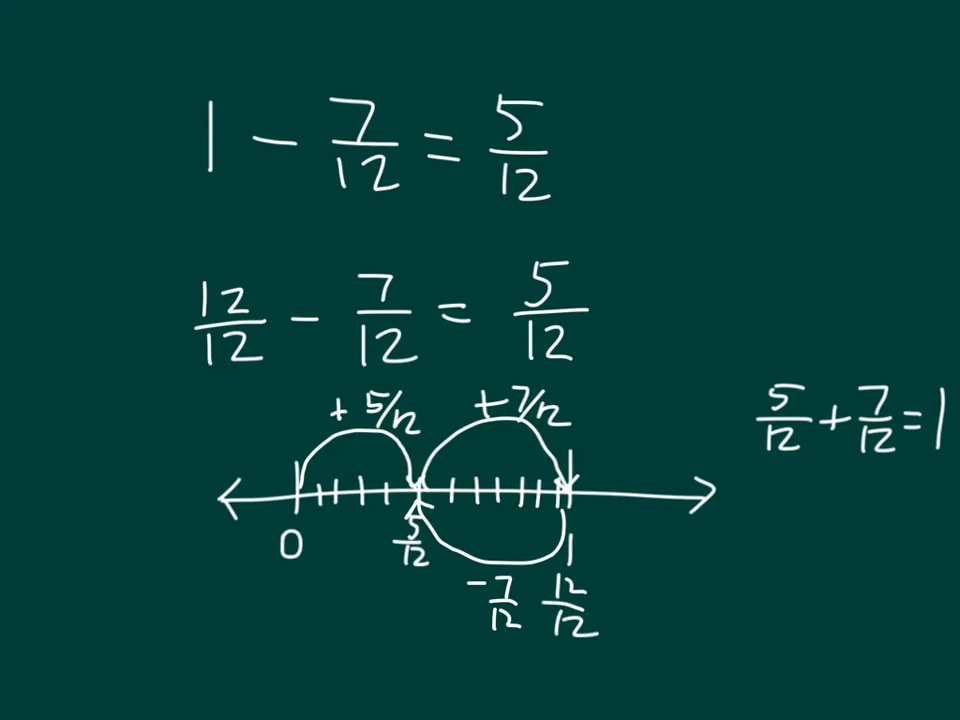 1 - 7/12 = 5/12
12/12 - 7/12 = 5/12
+ 5/12 + 7/12
5/12 + 7/12 = 1
0 5/12 1
- 7/12 12/12